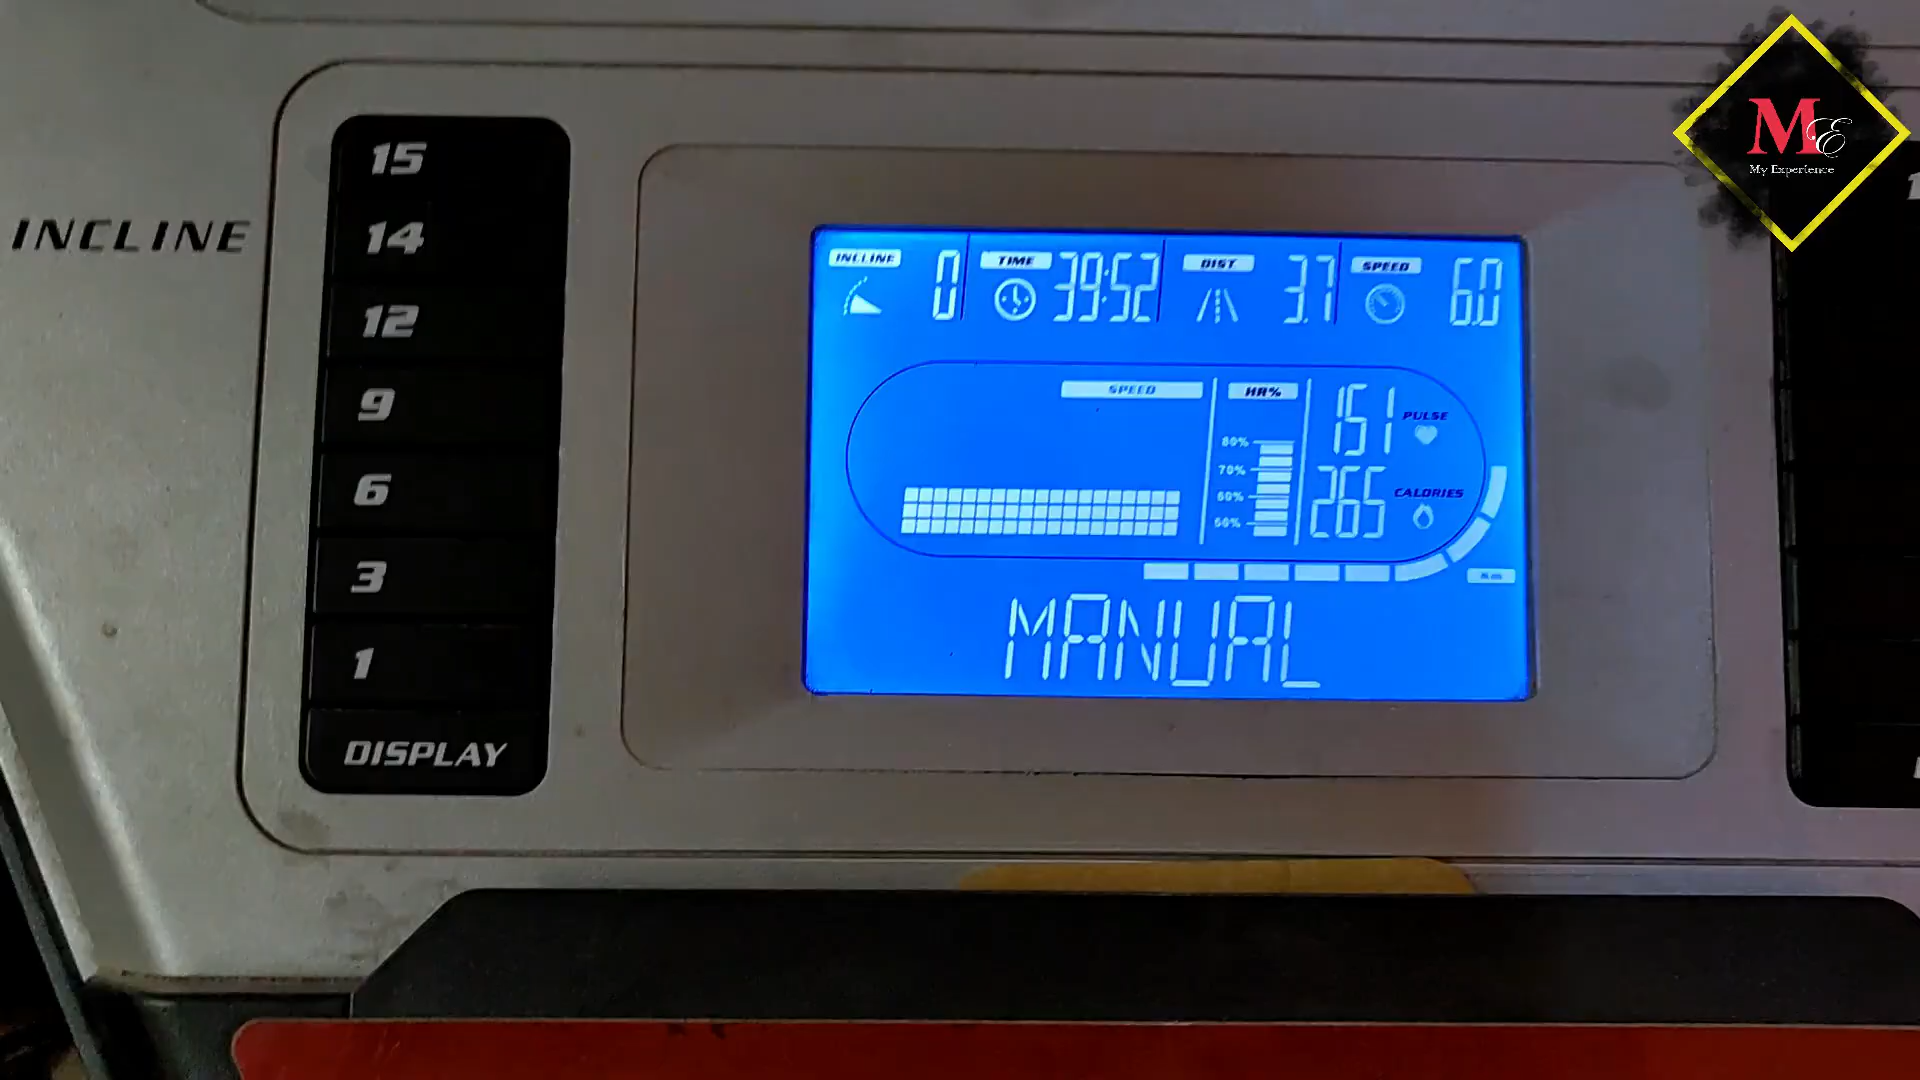 INCLINE
15
14
12
9
6
3
1
DISPLAY
INCLINE 0 TIME 39:52 DIST 3.7 SPEED 6.0
SPEED HR% 151 PULSE
80%
70%
60%
50%
265 CALORIES
MANUAL
ME
My Experience